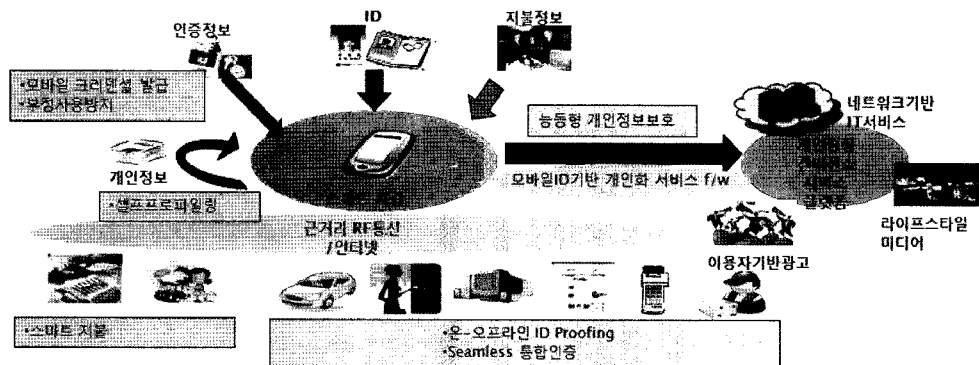 인증정보
ID
지불정보
•모바일 크리덴셜 발급
•부정사용방지
능동형 개인정보보호
네트워크기반
IT서비스
개인정보
모바일ID기반 개인화 서비스 f/w
•셀프프로파일링
플랫폼
라이프스타일
미디어
근거리 RF통신
/인터넷
이용자기반광고
•스마트 지불
•온-오프라인 ID Proofing
•Seamless 통합인증